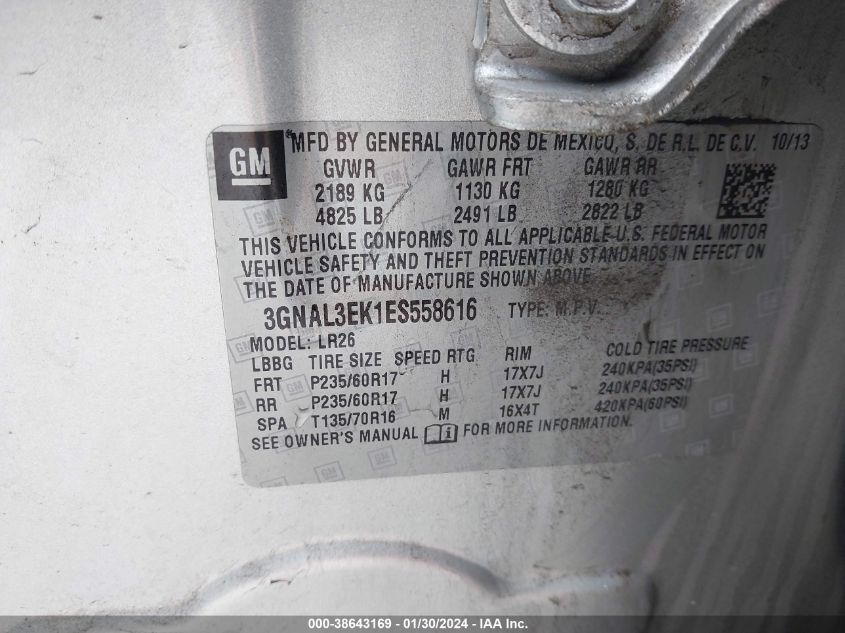 GM
MFD BY GENERAL MOTORS DE MEXICO, S. DE R.L. DE C.V. 10/13
GVWR GAWR FRT GAWR RR
2189 KG 1130 KG 1280 KG
4825 LB 2491 LB 2822 LB
THIS VEHICLE CONFORMS TO ALL APPLICABLE U.S. FEDERAL MOTOR
VEHICLE SAFETY AND THEFT PREVENTION STANDARDS IN EFFECT ON
THE DATE OF MANUFACTURE SHOWN ABOVE
3GNAL3EK1ES558616 TYPE: M.P.V.
MODEL: LR26
LBBG TIRE SIZE SPEED RTG RIM COLD TIRE PRESSURE
FRT P235/60R17 H 17X7J 240KPA(35PSI)
RR P235/60R17 H 17X7J 240KPA(35PSI)
SPA T135/70R16 M 16X4T 420KPA(60PSI)
SEE OWNER'S MANUAL FOR MORE INFORMATION.
000-38643169 - 01/30/2024 - IAA Inc.